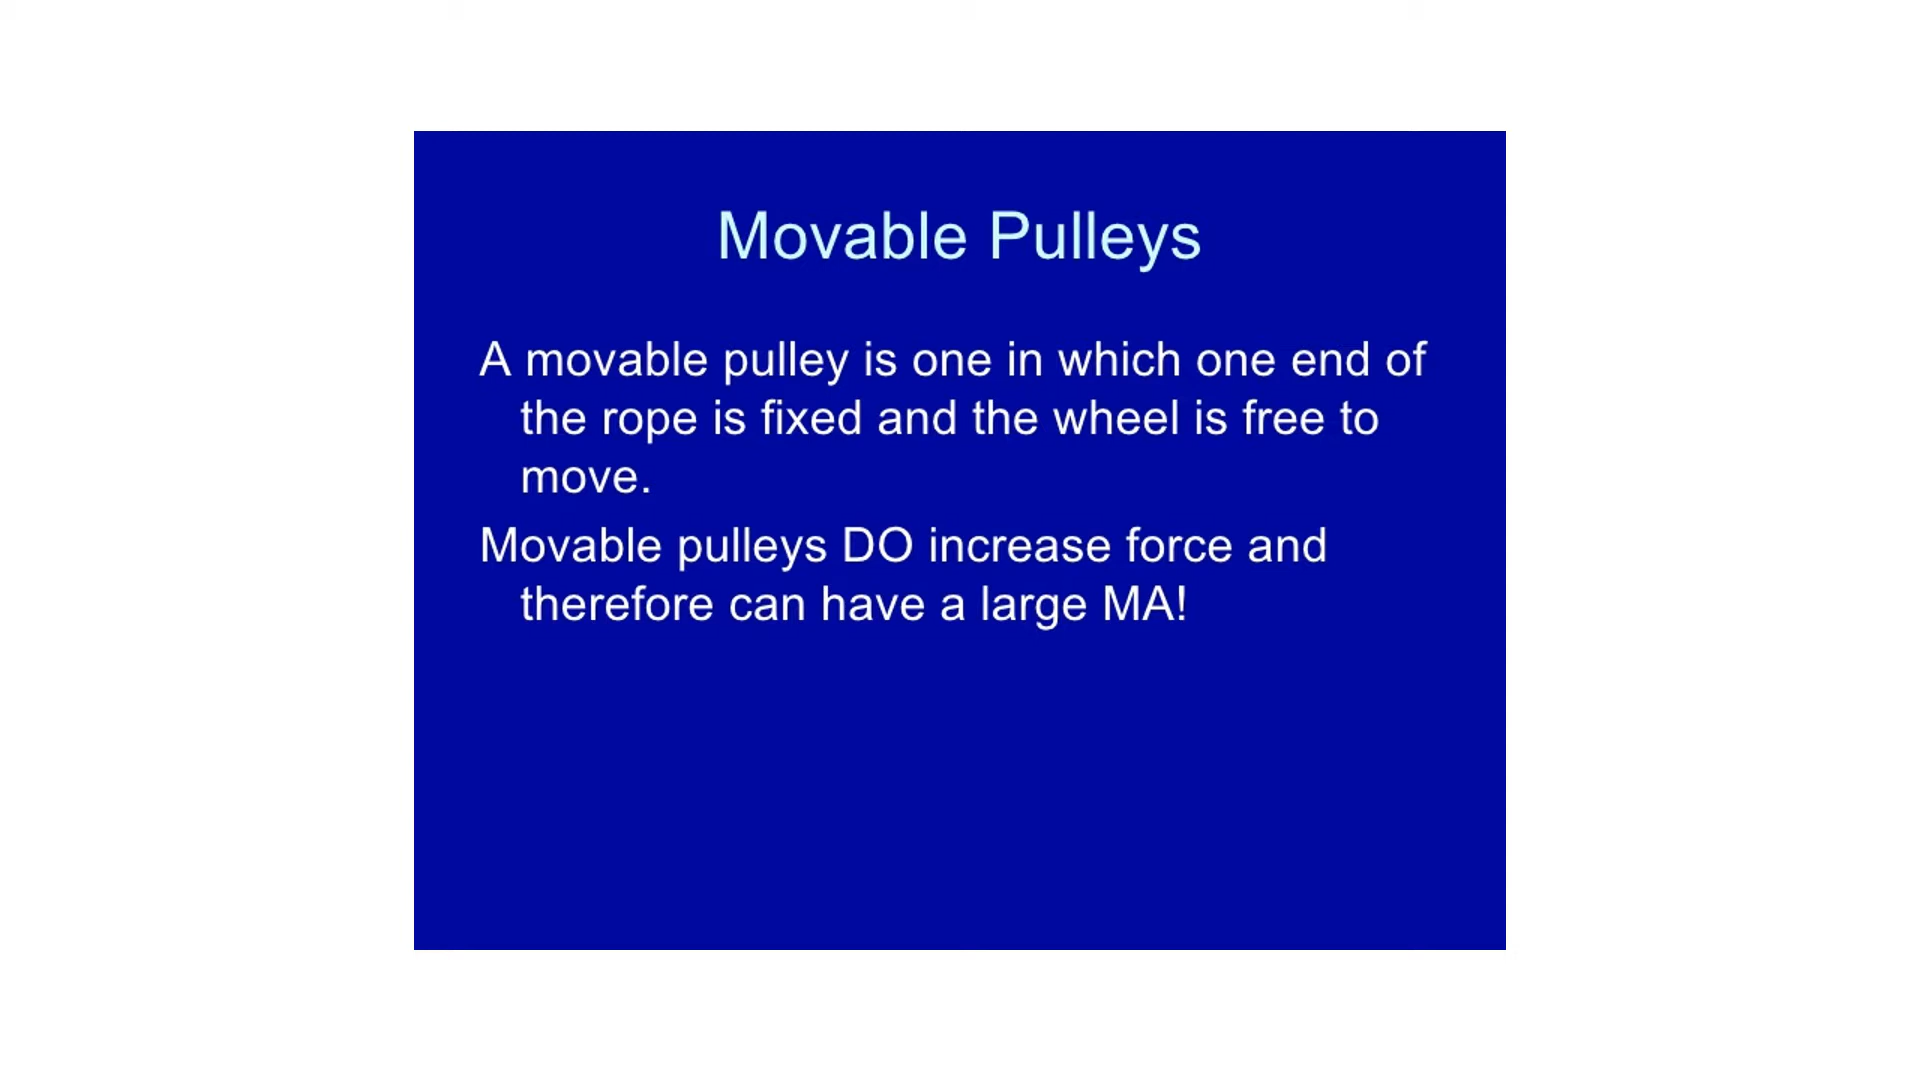 Movable Pulleys
A movable pulley is one in which one end of
the rope is fixed and the wheel is free to
move.
Movable pulleys DO increase force and
therefore can have a large MA!